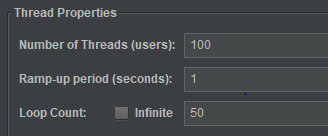 Thread Properties
Number of Threads (users): 100
Ramp-up period (seconds): 1
Loop Count: Infinite 50